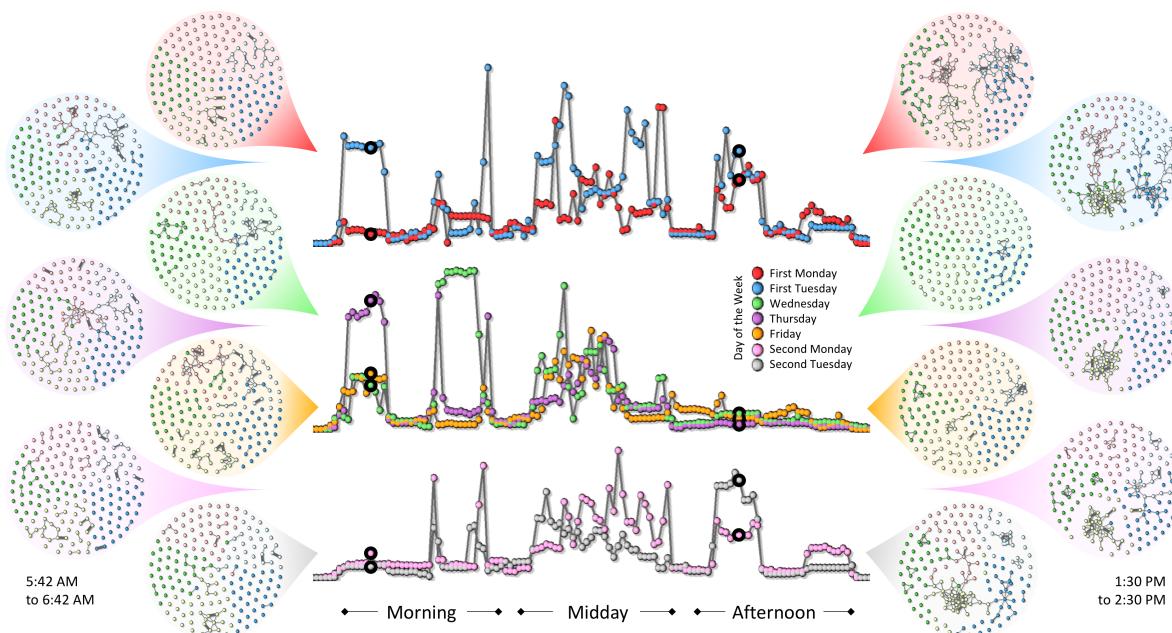 Day of the Week
First Monday
First Tuesday
Wednesday
Thursday
Friday
Second Monday
Second Tuesday
5:42 AM
to 6:42 AM
1:30 PM
to 2:30 PM
Morning
Midday
Afternoon